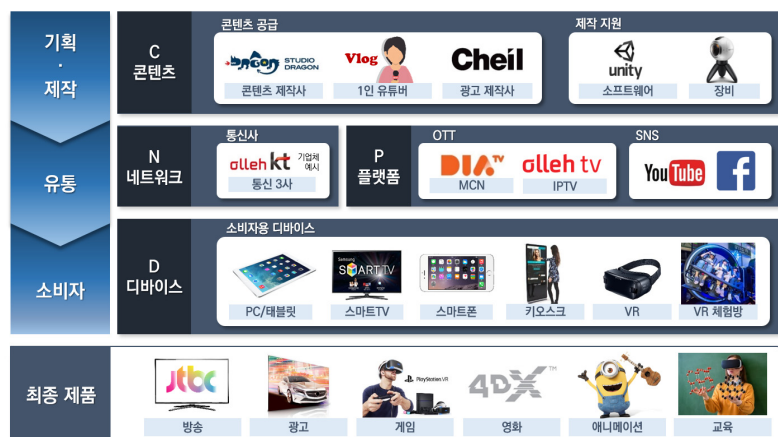 기획
·
제작
C
콘텐츠
콘텐츠 공급
DRAGON
STUDIO
DRAGON
콘텐츠 제작사
Vlog
1인 유튜버
Cheil
광고 제작사
제작 지원
unity
소프트웨어
장비
유통
N
네트워크
통신사
olleh kt
기업체
예시
통신 3사
P
플랫폼
OTT
DIA TV
MCN
olleh tv
IPTV
SNS
YouTube
f
소비자
D
디바이스
소비자용 디바이스
PC/태블릿
Samsung
SMART TV
스마트TV
스마트폰
키오스크
VR
VR 체험방
최종 제품
jtbc
방송
광고
PlayStation VR
게임
4DX™
영화
애니메이션
교육